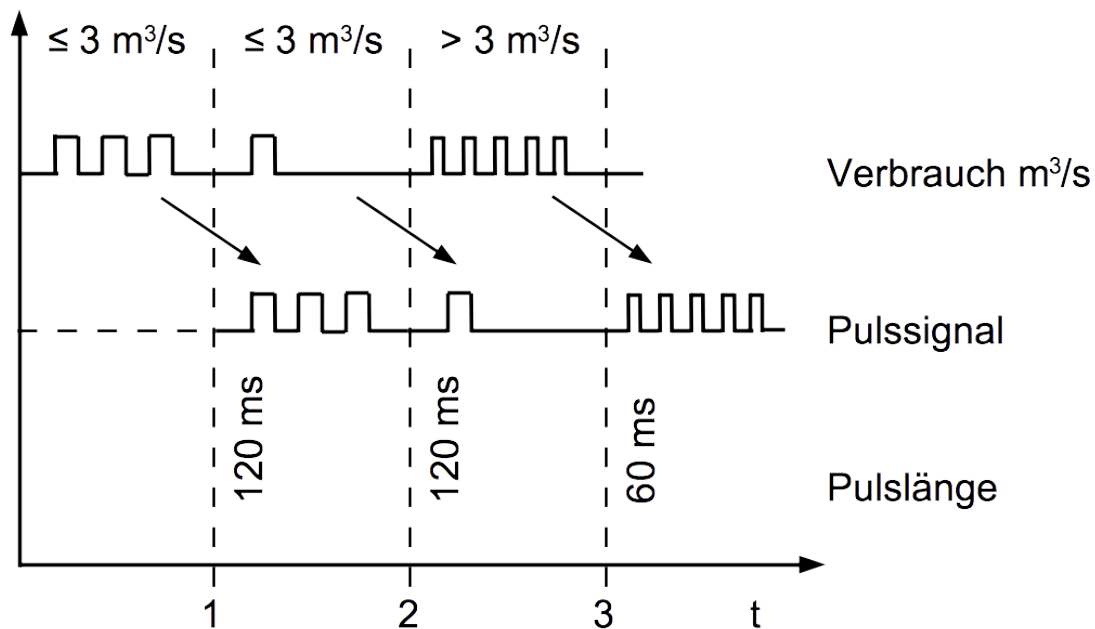 ≤ 3 m³/s ≤ 3 m³/s > 3 m³/s
Verbrauch m³/s
Pulssignal
120 ms
120 ms
60 ms
Pulslänge
1 2 3 t